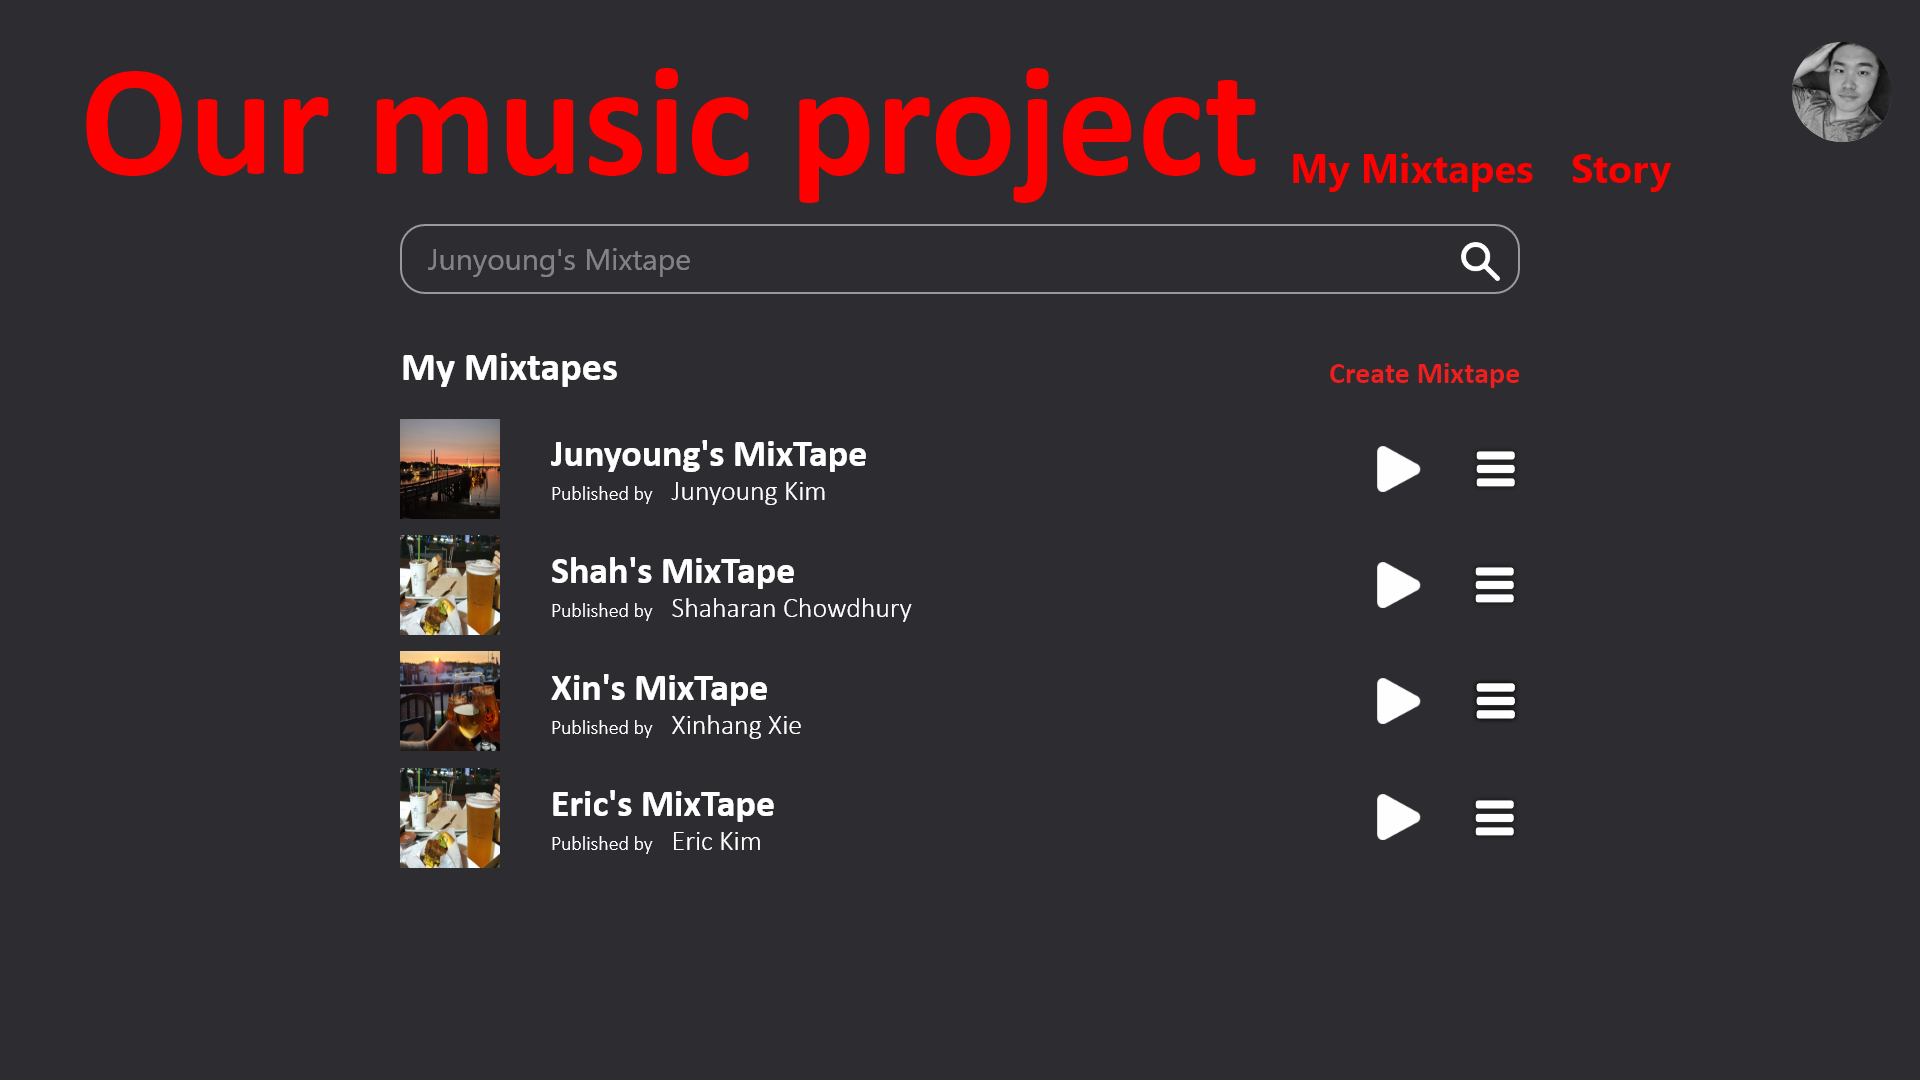 Our music project
My Mixtapes Story
Junyoung's Mixtape
My Mixtapes
Create Mixtape
Junyoung's MixTape
Published by Junyoung Kim
Shah's MixTape
Published by Shaharan Chowdhury
Xin's MixTape
Published by Xinhang Xie
Eric's MixTape
Published by Eric Kim